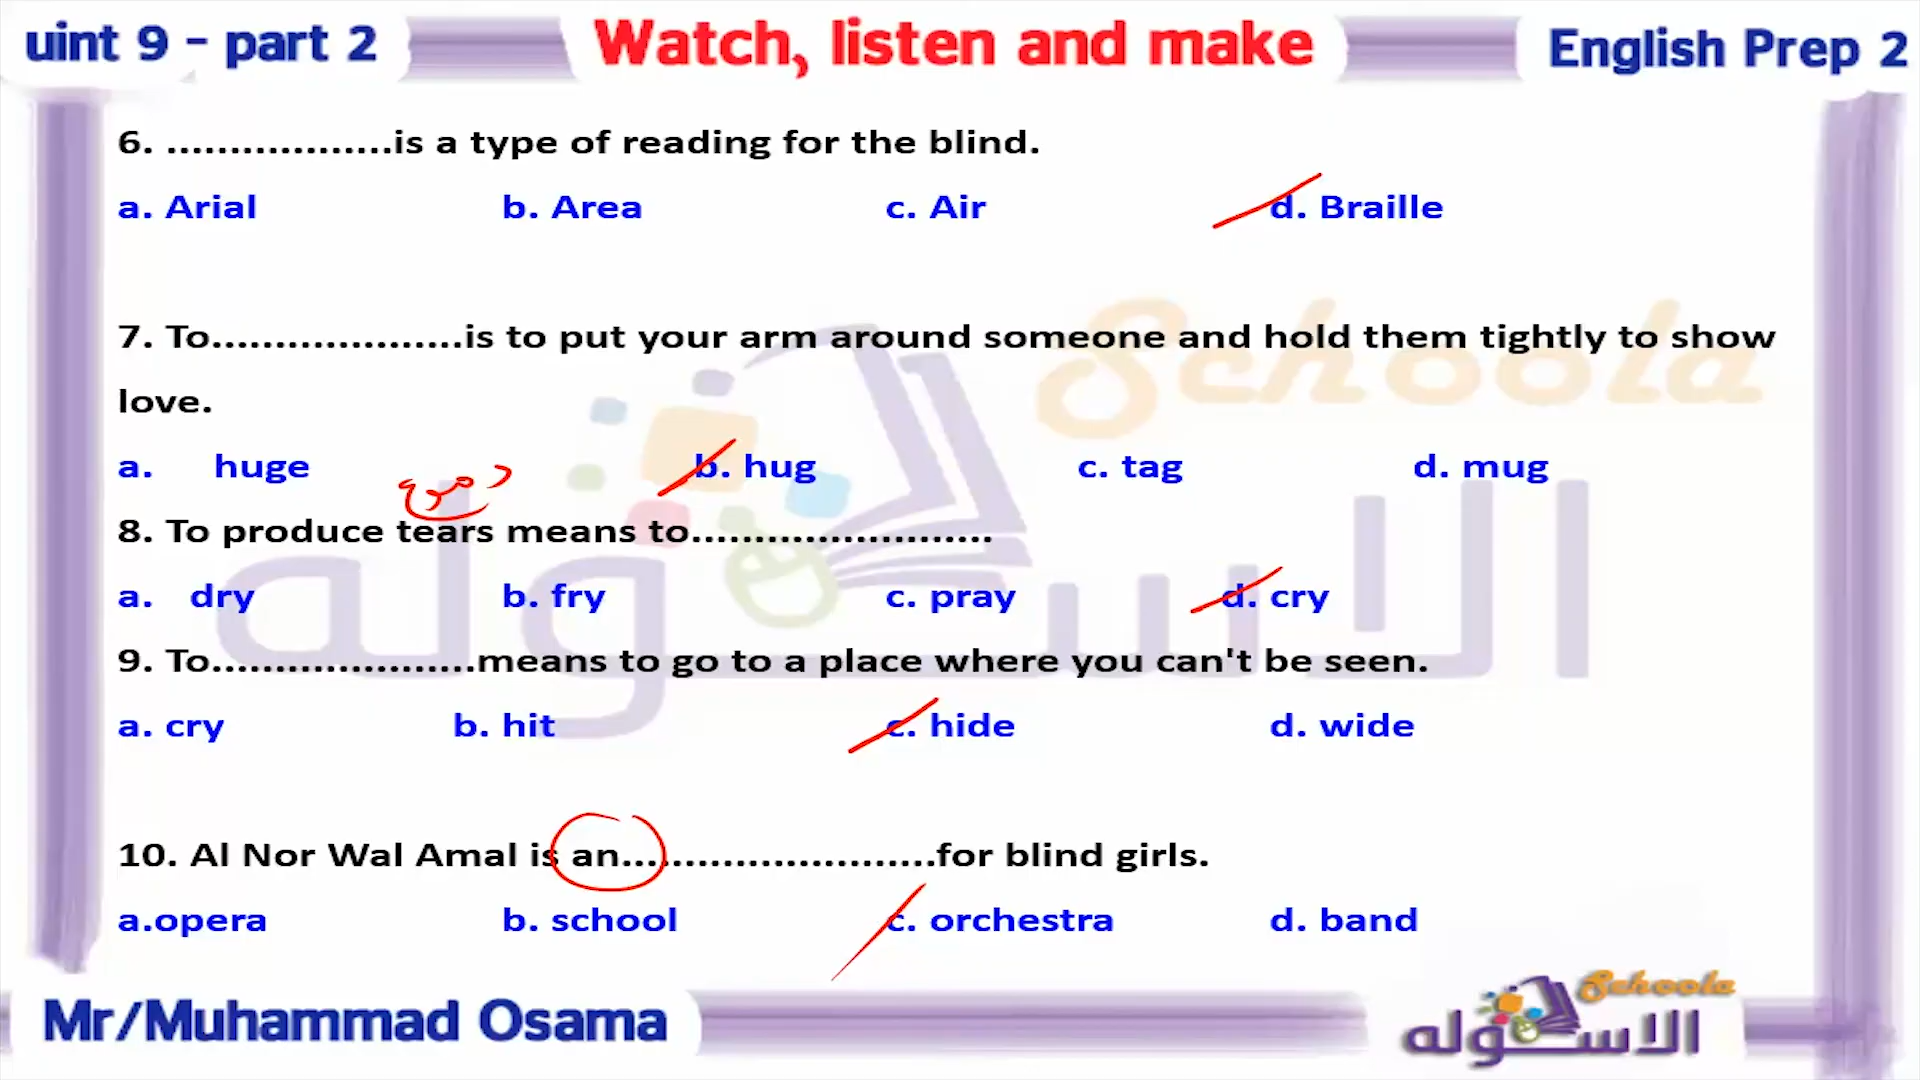 uint 9 - part 2
Watch, listen and make
English Prep 2
6. ..................is a type of reading for the blind.
a. Arial b. Area c. Air d. Braille
7. To....................is to put your arm around someone and hold them tightly to show
love.
a. huge b. hug c. tag d. mug
دموع
8. To produce tears means to........................
a. dry b. fry c. pray d. cry
9. To.....................means to go to a place where you can't be seen.
a. cry b. hit c. hide d. wide
10. Al Nor Wal Amal is an.........................for blind girls.
a.opera b. school c. orchestra d. band
Schoola
الاسكوله
Mr/Muhammad Osama
Schoola
الاسكوله